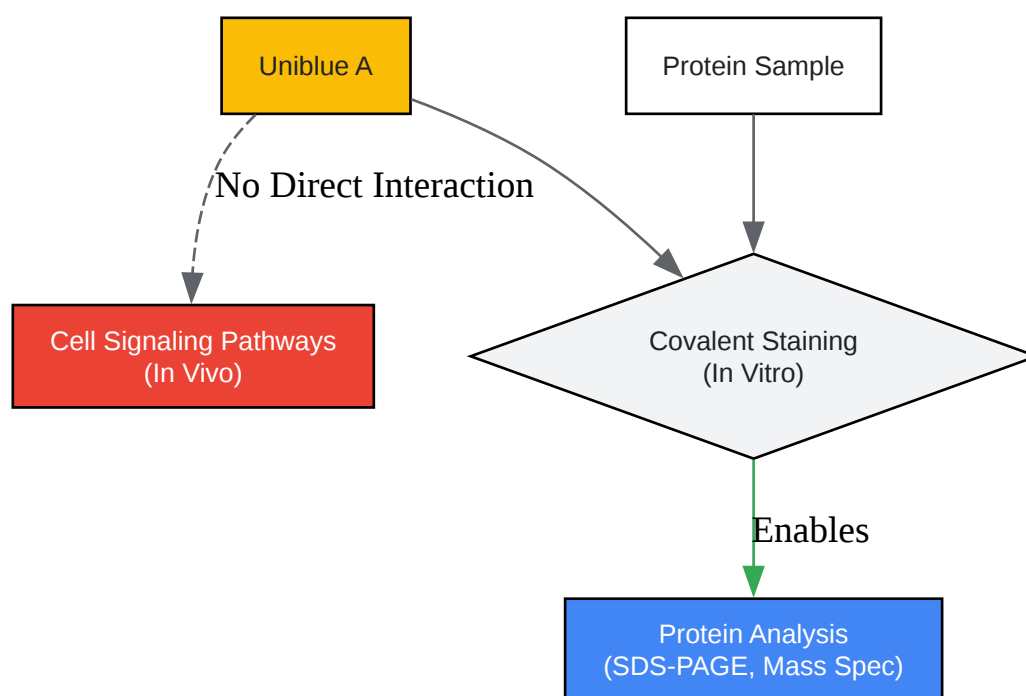 Uniblue A
Protein Sample
No Direct Interaction
Cell Signaling Pathways
(In Vivo)
Covalent Staining
(In Vitro)
Enables
Protein Analysis
(SDS-PAGE, Mass Spec)